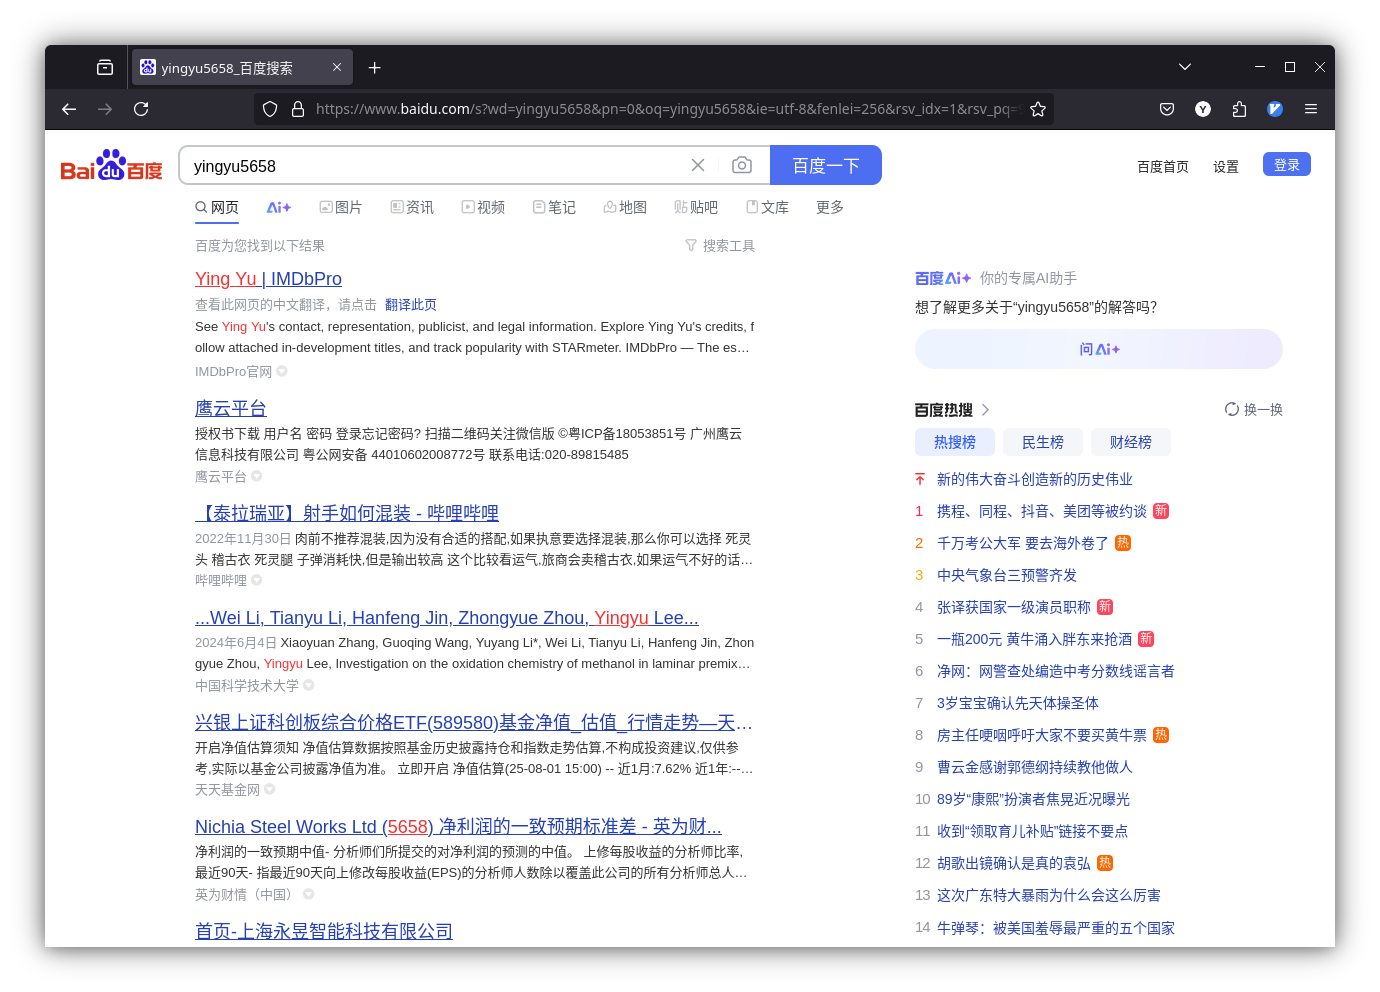 yingyu5658_百度搜索
https://www.baidu.com/s?wd=yingyu5658&pn=0&oq=yingyu5658&ie=utf-8&fenlei=256&rsv_idx=1&rsv_pq=
Bai du 百度
yingyu5658
百度一下
百度首页 设置 登录
网页 Ai+ 图片 资讯 视频 笔记 地图 贴吧 文库 更多
百度为您找到以下结果
搜索工具
Ying Yu | IMDbPro
查看此网页的中文翻译，请点击 翻译此页
See Ying Yu's contact, representation, publicist, and legal information. Explore Ying Yu's credits, f
ollow attached in-development titles, and track popularity with STARmeter. IMDbPro — The es...
IMDbPro官网
鹰云平台
授权书下载 用户名 密码 登录忘记密码? 扫描二维码关注微信版 ©粤ICP备18053851号 广州鹰云
信息科技有限公司 粤公网安备 44010602008772号 联系电话:020-89815485
鹰云平台
【泰拉瑞亚】射手如何混装 - 哔哩哔哩
2022年11月30日 肉前不推荐混装,因为没有合适的搭配,如果执意要选择混装,那么你可以选择 死灵
头 稽古衣 死灵腿 子弹消耗快,但是输出较高 这个比较看运气,旅商会卖稽古衣,如果运气不好的话...
哔哩哔哩
...Wei Li, Tianyu Li, Hanfeng Jin, Zhongyue Zhou, Yingyu Lee...
2024年6月4日 Xiaoyuan Zhang, Guoqing Wang, Yuyang Li*, Wei Li, Tianyu Li, Hanfeng Jin, Zhon
gyue Zhou, Yingyu Lee, Investigation on the oxidation chemistry of methanol in laminar premix...
中国科学技术大学
兴银上证科创板综合价格ETF(589580)基金净值_估值_行情走势—天...
开启净值估算须知 净值估算数据按照基金历史披露持仓和指数走势估算,不构成投资建议,仅供参
考,实际以基金公司披露净值为准。 立即开启 净值估算(25-08-01 15:00) -- 近1月:7.62% 近1年:--...
天天基金网
Nichia Steel Works Ltd (5658) 净利润的一致预期标准差 - 英为财...
净利润的一致预期中值- 分析师们所提交的对净利润的预测的中值。 上修每股收益的分析师比率,
最近90天- 指最近90天向上修改每股收益(EPS)的分析师人数除以覆盖此公司的所有分析师总人...
英为财情（中国）
首页-上海永昱智能科技有限公司
百度Ai+ 你的专属AI助手
想了解更多关于“yingyu5658”的解答吗?
问Ai+
百度热搜
换一换
热搜榜 民生榜 财经榜
新的伟大奋斗创造新的历史伟业
1 携程、同程、抖音、美团等被约谈 新
2 千万考公大军 要去海外卷了 热
3 中央气象台三预警齐发
4 张译获国家一级演员职称 新
5 一瓶200元 黄牛涌入胖东来抢酒 新
6 净网：网警查处编造中考分数线谣言者
7 3岁宝宝确认先天体操圣体
8 房主任哽咽呼吁大家不要买黄牛票 热
9 曹云金感谢郭德纲持续教他做人
10 89岁“康熙”扮演者焦晃近况曝光
11 收到“领取育儿补贴”链接不要点
12 胡歌出镜确认是真的袁弘 热
13 这次广东特大暴雨为什么会这么厉害
14 牛弹琴：被美国羞辱最严重的五个国家